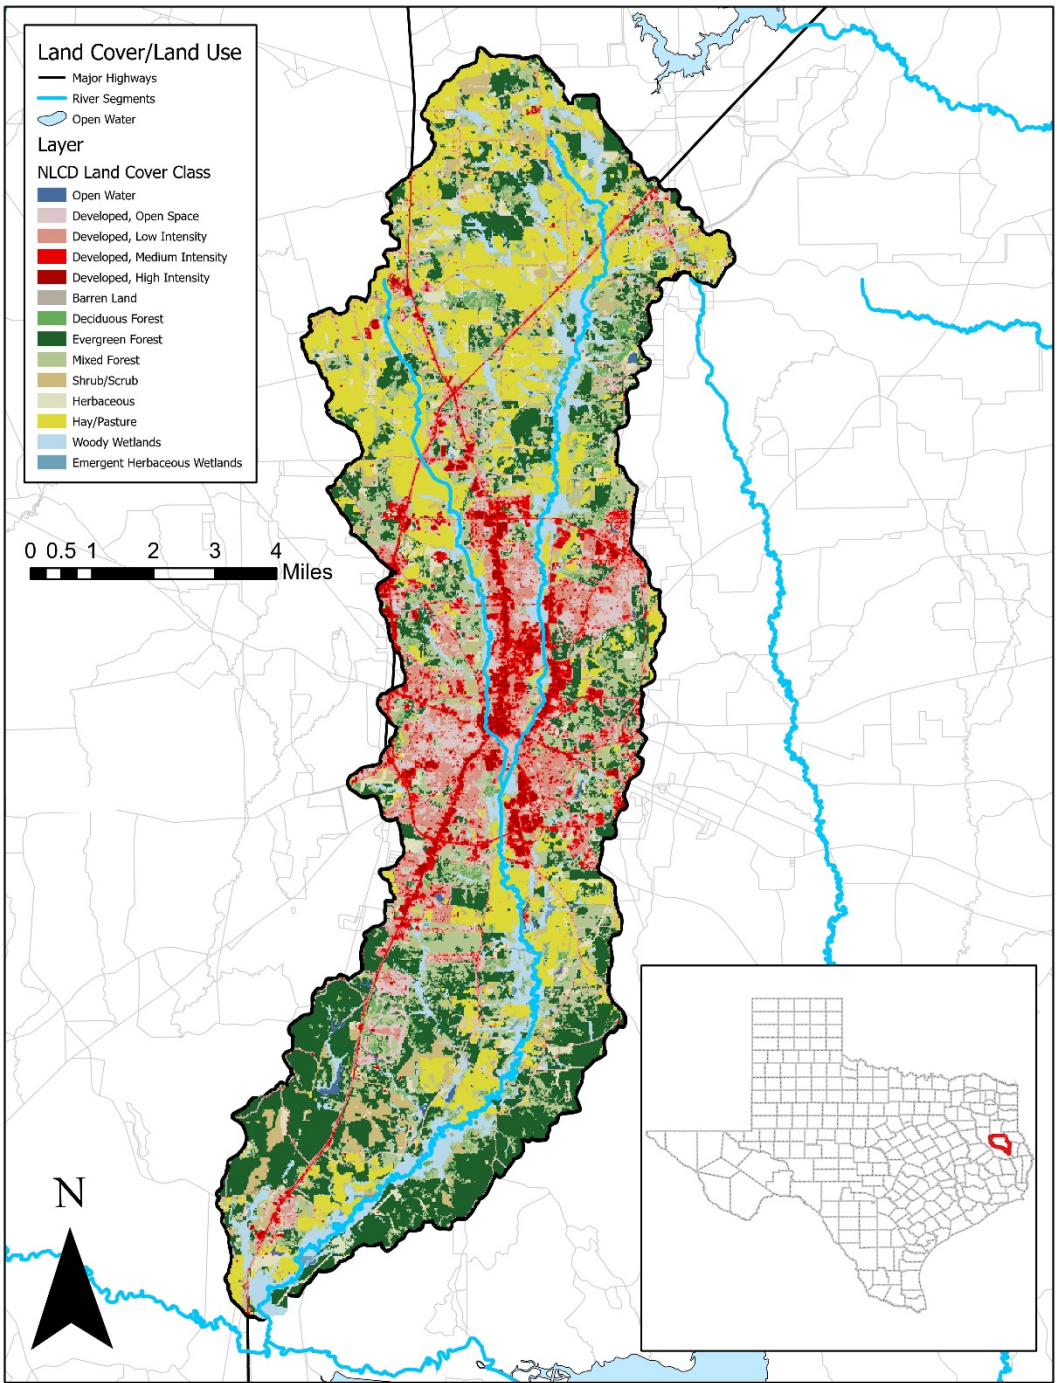 Land Cover/Land Use
Major Highways
River Segments
Open Water
Layer
NLCD Land Cover Class
Open Water
Developed, Open Space
Developed, Low Intensity
Developed, Medium Intensity
Developed, High Intensity
Barren Land
Deciduous Forest
Evergreen Forest
Mixed Forest
Shrub/Scrub
Herbaceous
Hay/Pasture
Woody Wetlands
Emergent Herbaceous Wetlands
0 0.5 1 2 3 4
Miles
N